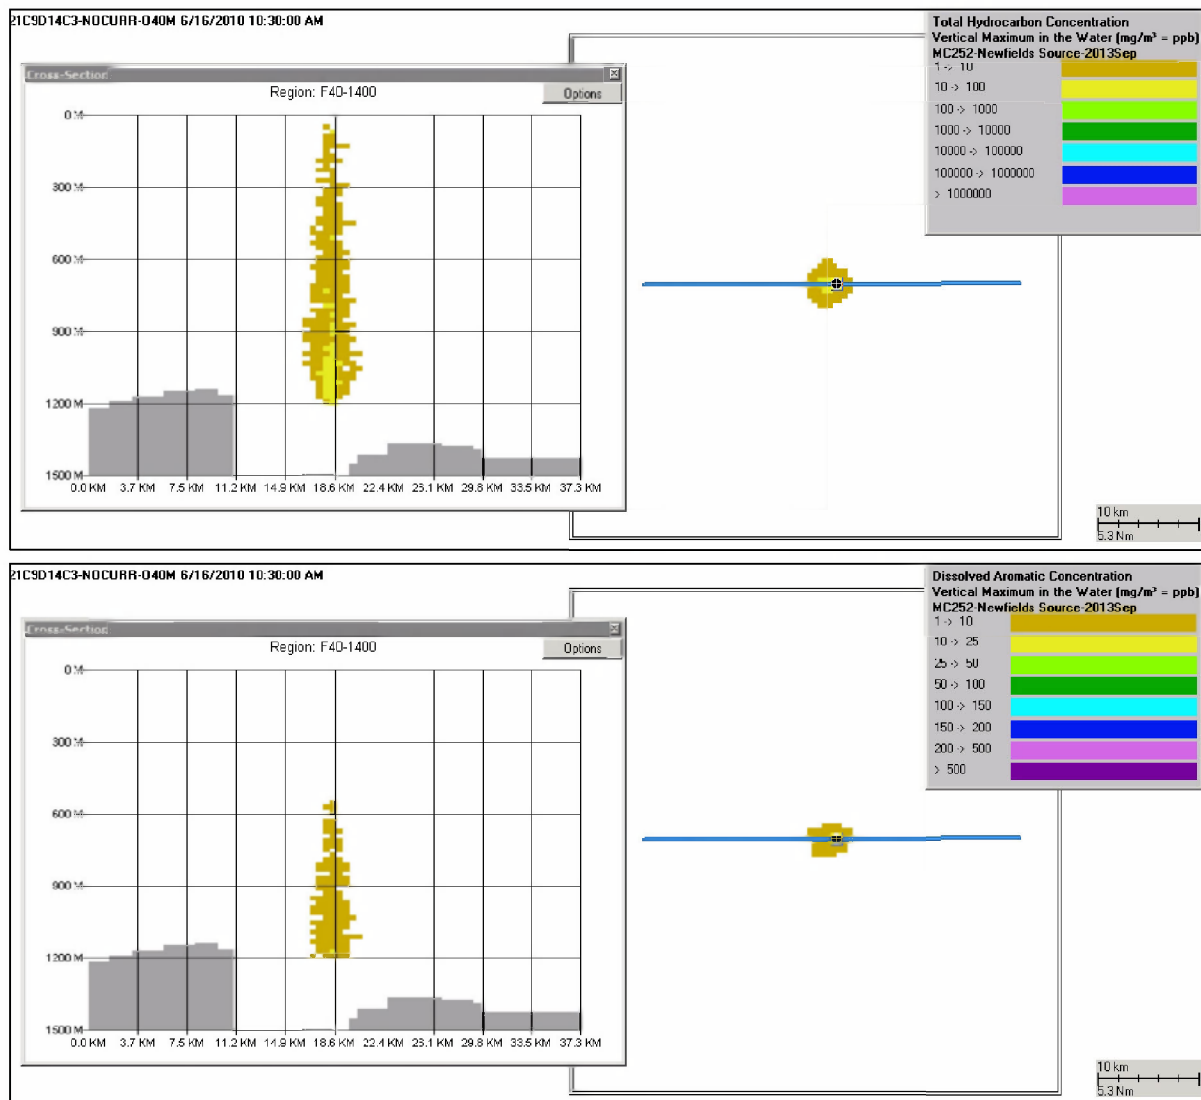 21C9D14C3-NOCURR-O40M 6/16/2010 10:30:00 AM
Total Hydrocarbon Concentration
Vertical Maximum in the Water (mg/m³ = ppb)
MC252-Newfields Source-2013Sep
1 -> 10
10 -> 100
100 -> 1000
1000 -> 10000
10000 -> 100000
100000 -> 1000000
> 1000000
Cross-Section
Region: F40-1400
Options
0 M
300 M
600 M
900 M
1200 M
1500 M
0.0 KM 3.7 KM 7.5 KM 11.2 KM 14.9 KM 18.6 KM 22.4 KM 26.1 KM 29.8 KM 33.5 KM 37.3 KM
10 km
5.3 Nm
21C9D14C3-NOCURR-O40M 6/16/2010 10:30:00 AM
Dissolved Aromatic Concentration
Vertical Maximum in the Water (mg/m³ = ppb)
MC252-Newfields Source-2013Sep
1 -> 10
10 -> 25
25 -> 50
50 -> 100
100 -> 150
150 -> 200
200 -> 500
> 500
Cross-Section
Region: F40-1400
Options
0 M
300 M
600 M
900 M
1200 M
1500 M
0.0 KM 3.7 KM 7.5 KM 11.2 KM 14.9 KM 18.6 KM 22.4 KM 26.1 KM 29.8 KM 33.5 KM 37.3 KM
10 km
5.3 Nm